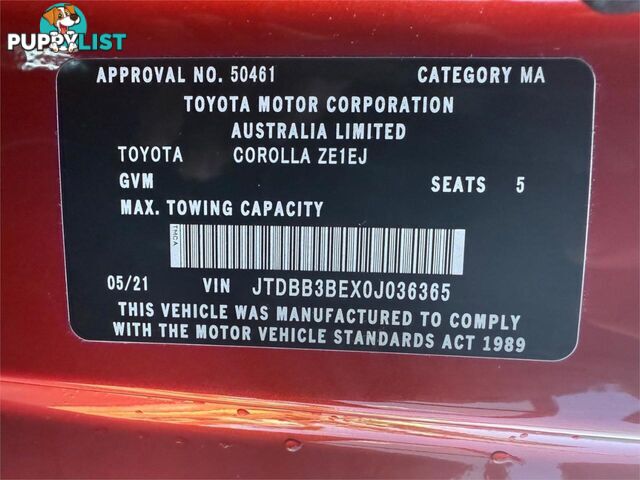 PUPPYLIST
APPROVAL NO. 50461 CATEGORY MA
TOYOTA MOTOR CORPORATION
AUSTRALIA LIMITED
TOYOTA COROLLA ZE1EJ
GVM SEATS 5
MAX. TOWING CAPACITY
TMCA
05/21 VIN JTDBB3BEX0J036365
THIS VEHICLE WAS MANUFACTURED TO COMPLY
WITH THE MOTOR VEHICLE STANDARDS ACT 1989